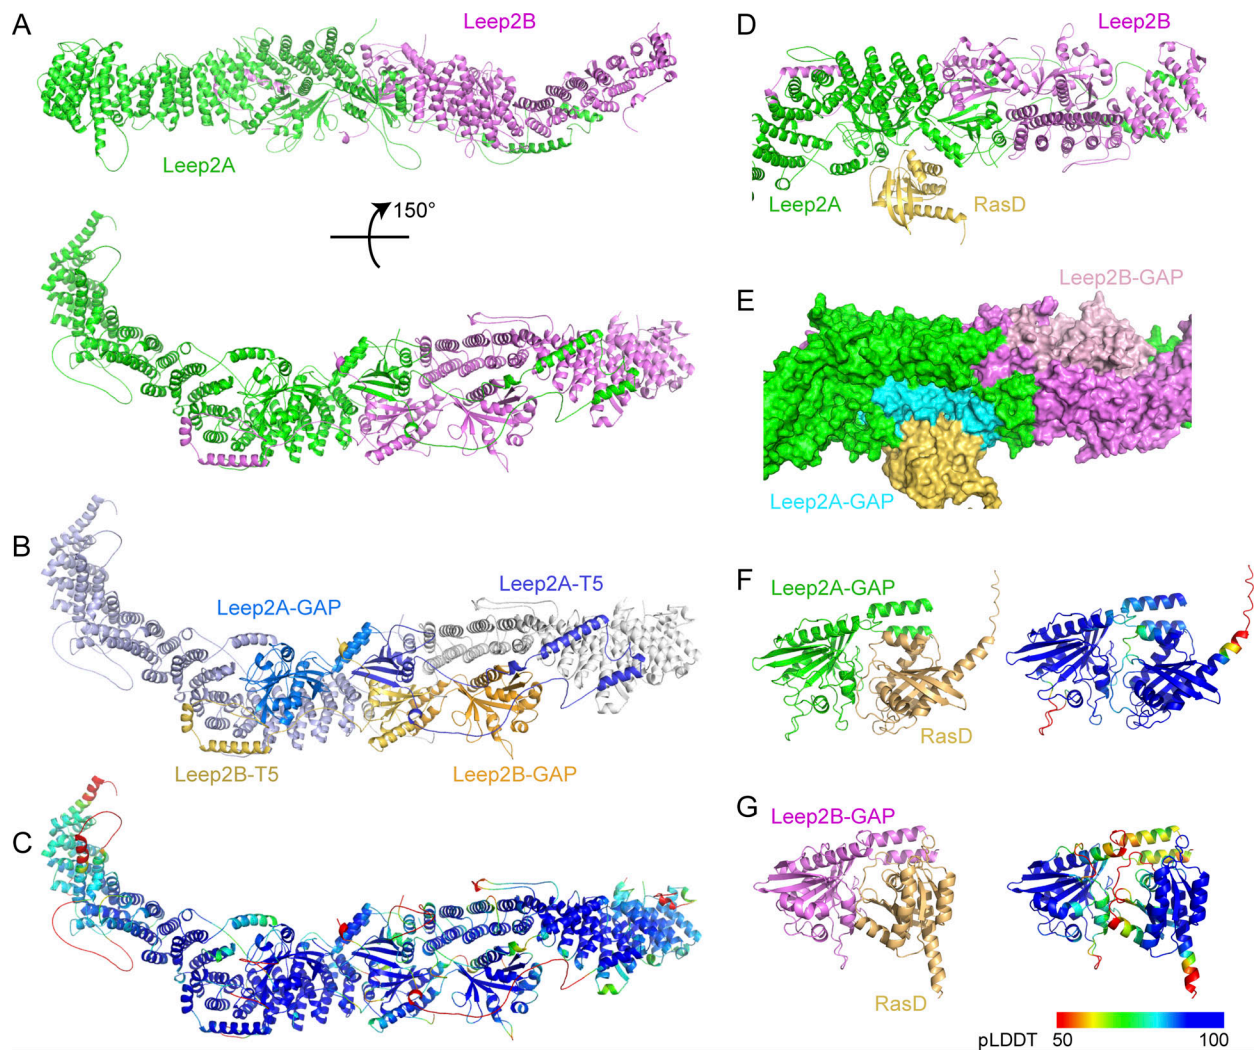 A
Leep2B
Leep2A
150°
B
Leep2A-GAP
Leep2A-T5
Leep2B-T5
Leep2B-GAP
C
D
Leep2B
Leep2A
RasD
E
Leep2B-GAP
Leep2A-GAP
F
Leep2A-GAP
RasD
G
Leep2B-GAP
RasD
pLDDT 50 100